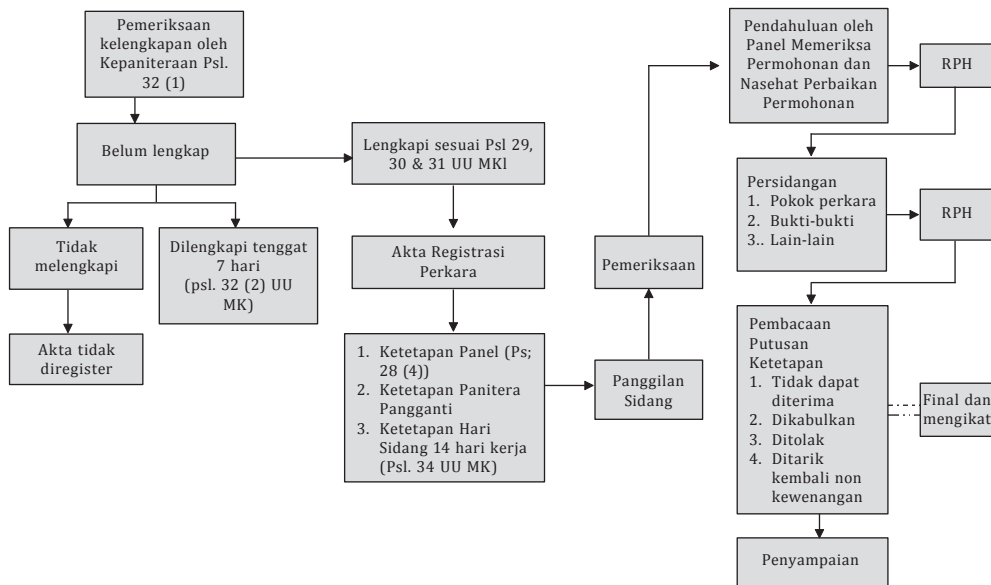 Pemeriksaan
kelengkapan oleh
Kepaniteraan Psl.
32 (1)
Belum lengkap
Tidak
melengkapi
Dilengkapi tenggat
7 hari
(psl. 32 (2) UU
MK)
Akta tidak
diregister
Lengkapi sesuai Psl 29,
30 & 31 UU MKl
Akta Registrasi
Perkara
1. Ketetapan Panel (Ps;
28 (4))
2. Ketetapan Panitera
Pangganti
3. Ketetapan Hari
Sidang 14 hari kerja
(Psl. 34 UU MK)
Panggilan
Sidang
Pemeriksaan
Pendahuluan oleh
Panel Memeriksa
Permohonan dan
Nasehat Perbaikan
Permohonan
RPH
Persidangan
1. Pokok perkara
2. Bukti-bukti
3.. Lain-lain
RPH
Pembacaan
Putusan
Ketetapan
1. Tidak dapat
diterima
2. Dikabulkan
3. Ditolak
4. Ditarik
kembali non
kewenangan
Final dan
mengikat
Penyampaian